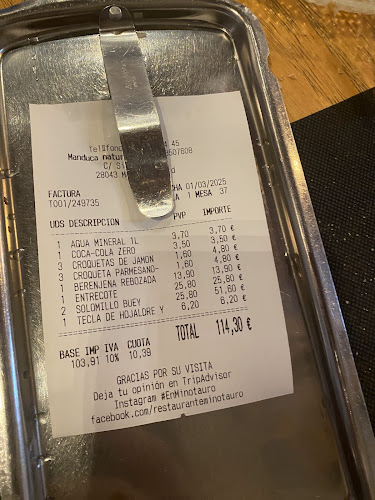 Manduca
C/
28043
FACTURA 01/03/2025
T001/249735 1 MESA 37
UDS DESCRIPCION PVP IMPORTE
1 AGUA MINERAL 1L 3,70 3,70 €
1 COCA-COLA ZERO 3,50 3,50 €
3 CROQUETAS DE JAMON 1,60 4,80 €
3 CROQUETA PARMESANO- 1,60 4,80 €
1 BERENJENA REBOZADA 13,90 13,90 €
1 ENTRECOTE 25,80 25,80 €
2 SOLOMILLO BUEY 25,80 51,60 €
1 TECLA DE HOJALDRE Y 6,20 6,20 €
TOTAL 114,30 €
BASE IMP IVA CUOTA
103,91 10% 10,39
GRACIAS POR SU VISITA
Deja tu opinión en TripAdvisor
Instagram #EnMinotauro
facebook.com/restauranteminotauro